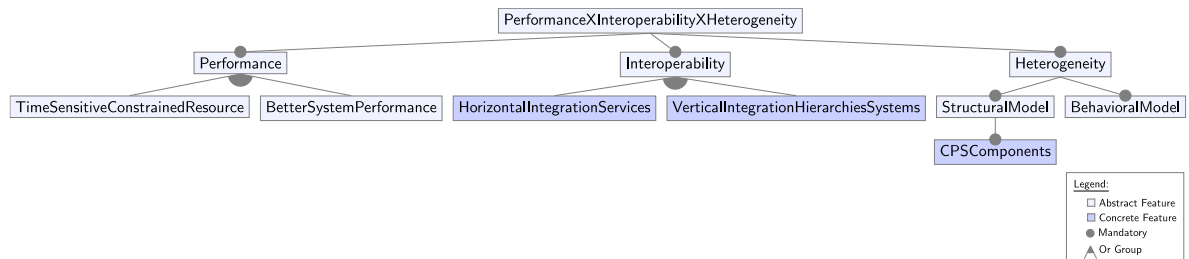 PerformanceXInteroperabilityXHeterogeneity
Performance
Interoperability
Heterogeneity
TimeSensitiveConstrainedResource
BetterSystemPerformance
HorizontalIntegrationServices
VerticalIntegrationHierarchiesSystems
StructuralModel
BehavioralModel
CPSComponents
Legend:
Abstract Feature
Concrete Feature
Mandatory
Or Group